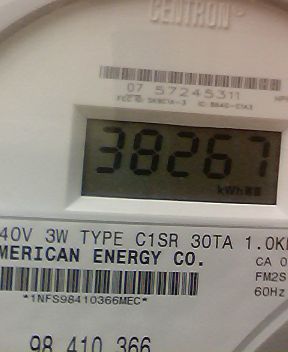 CENTRON
07 57245311
38267
kWh
40V 3W TYPE C1SR 30TA 1.0K
MERICAN ENERGY CO.
CA 0
FM2S
60Hz
*1NFS98410366MEC*
98 410 366